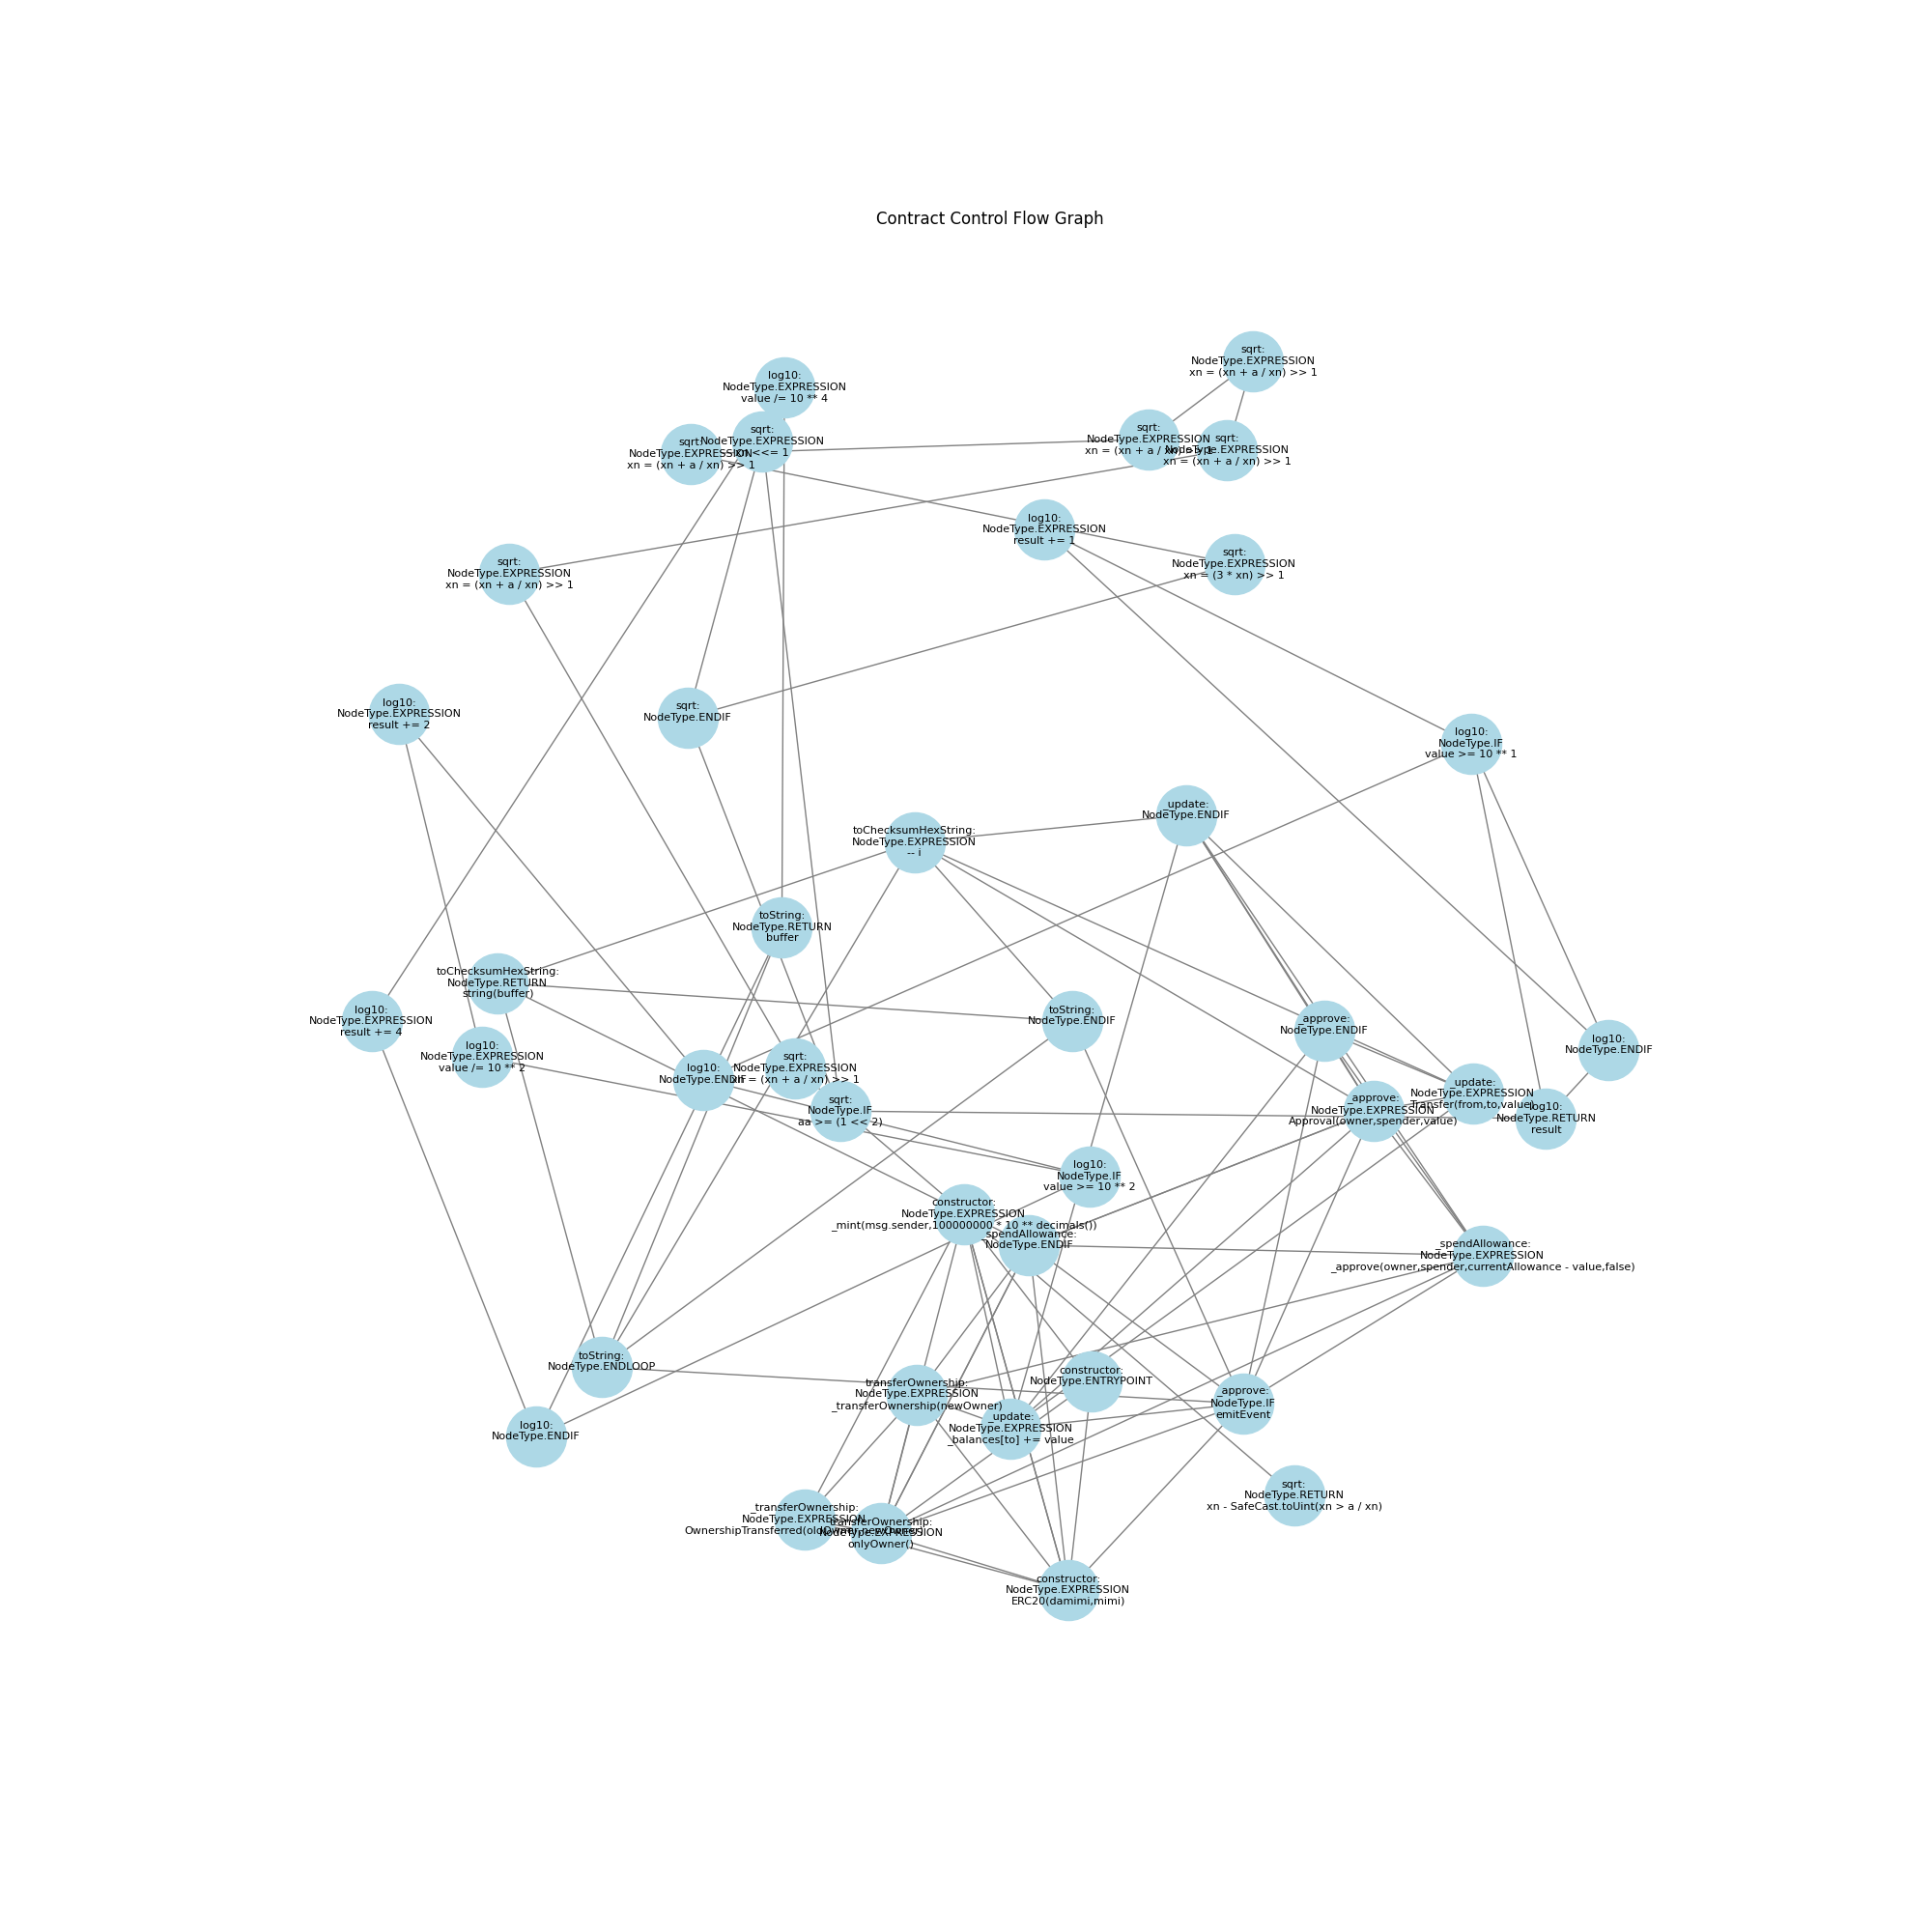 Contract Control Flow Graph
sqrt:
NodeType.EXPRESSION
xn = (xn + a / xn) >> 1
log10:
NodeType.EXPRESSION
value /= 10 ** 4
sqrt:
NodeType.EXPRESSION
xn <<= 1
sqrt:
NodeType.EXPRESSION
xn = (xn + a / xn) >> 1
sqrt:
NodeType.EXPRESSION
xn = (xn + a / xn) >> 1
sqrt:
NodeType.EXPRESSION
xn = (xn + a / xn) >> 1
log10:
NodeType.EXPRESSION
result += 1
sqrt:
NodeType.EXPRESSION
xn = (3 * xn) >> 1
sqrt:
NodeType.EXPRESSION
xn = (xn + a / xn) >> 1
log10:
NodeType.EXPRESSION
result += 2
sqrt:
NodeType.ENDIF
log10:
NodeType.IF
value >= 10 ** 1
_update:
NodeType.ENDIF
toChecksumHexString:
NodeType.EXPRESSION
-- i
toString:
NodeType.RETURN
buffer
toChecksumHexString:
NodeType.RETURN
string(buffer)
log10:
NodeType.EXPRESSION
result += 4
toString:
NodeType.ENDIF
_approve:
NodeType.ENDIF
log10:
NodeType.ENDIF
log10:
NodeType.EXPRESSION
value /= 10 ** 2
log10:
NodeType.ENDIF
sqrt:
NodeType.EXPRESSION
xn = (xn + a / xn) >> 1
sqrt:
NodeType.IF
aa >= (1 << 2)
_approve:
NodeType.EXPRESSION
Approval(owner,spender,value)
_update:
NodeType.EXPRESSION
Transfer(from,to,value)
log10:
NodeType.RETURN
result
log10:
NodeType.IF
value >= 10 ** 2
constructor:
NodeType.EXPRESSION
_mint(msg.sender,100000000 * 10 ** decimals())
_spendAllowance:
NodeType.ENDIF
_spendAllowance:
NodeType.EXPRESSION
_approve(owner,spender,currentAllowance - value,false)
toString:
NodeType.ENDLOOP
transferOwnership:
NodeType.EXPRESSION
_transferOwnership(newOwner)
constructor:
NodeType.ENTRYPOINT
_approve:
NodeType.IF
emitEvent
_update:
NodeType.EXPRESSION
_balances[to] += value
log10:
NodeType.ENDIF
sqrt:
NodeType.RETURN
xn - SafeCast.toUint(xn > a / xn)
_transferOwnership:
NodeType.EXPRESSION
OwnershipTransferred(oldOwner,newOwner)
transferOwnership:
NodeType.EXPRESSION
onlyOwner()
constructor:
NodeType.EXPRESSION
ERC20(damimi,mimi)